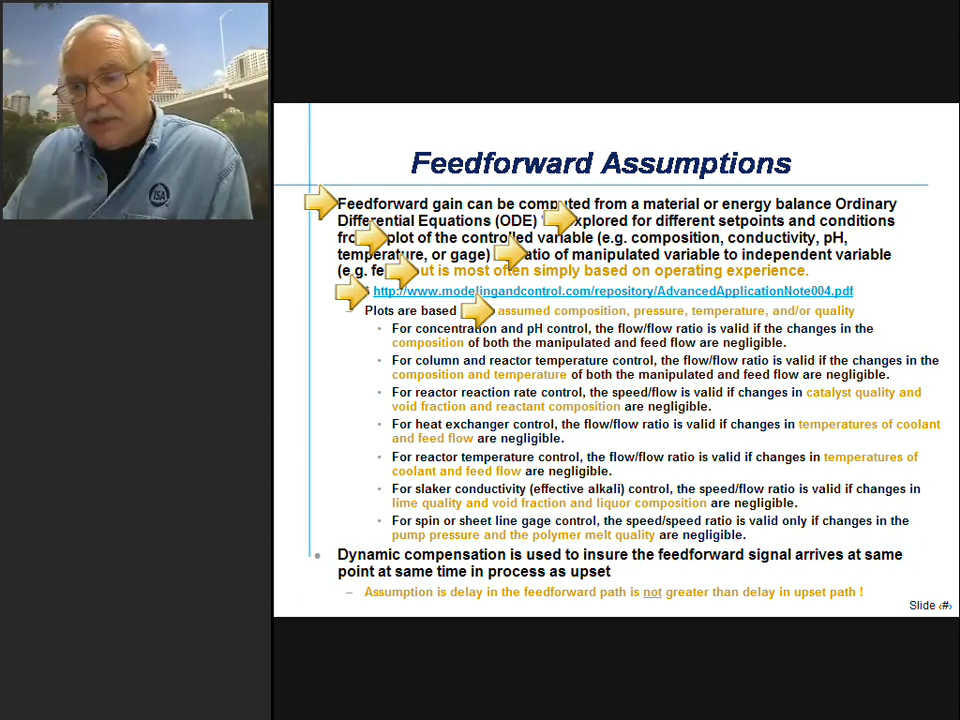 ISA
Feedforward Assumptions
Feedforward gain can be computed from a material or energy balance Ordinary
Differential Equations (ODE) explored for different setpoints and conditions
from plot of the controlled variable (e.g. composition, conductivity, pH,
temperature, or gage) ratio of manipulated variable to independent variable
(e.g. but is most often simply based on operating experience.
http://www.modelingandcontrol.com/repository/AdvancedApplicationNote004.pdf
– Plots are based assumed composition, pressure, temperature, and/or quality
• For concentration and pH control, the flow/flow ratio is valid if the changes in the
composition of both the manipulated and feed flow are negligible.
• For column and reactor temperature control, the flow/flow ratio is valid if the changes in the
composition and temperature of both the manipulated and feed flow are negligible.
• For reactor reaction rate control, the speed/flow is valid if changes in catalyst quality and
void fraction and reactant composition are negligible.
• For heat exchanger control, the flow/flow ratio is valid if changes in temperatures of coolant
and feed flow are negligible.
• For reactor temperature control, the flow/flow ratio is valid if changes in temperatures of
coolant and feed flow are negligible.
• For slaker conductivity (effective alkali) control, the speed/flow ratio is valid if changes in
lime quality and void fraction and liquor composition are negligible.
• For spin or sheet line gage control, the speed/speed ratio is valid only if changes in the
pump pressure and the polymer melt quality are negligible.
• Dynamic compensation is used to insure the feedforward signal arrives at same
point at same time in process as upset
– Assumption is delay in the feedforward path is not greater than delay in upset path !
Slide ‹#›